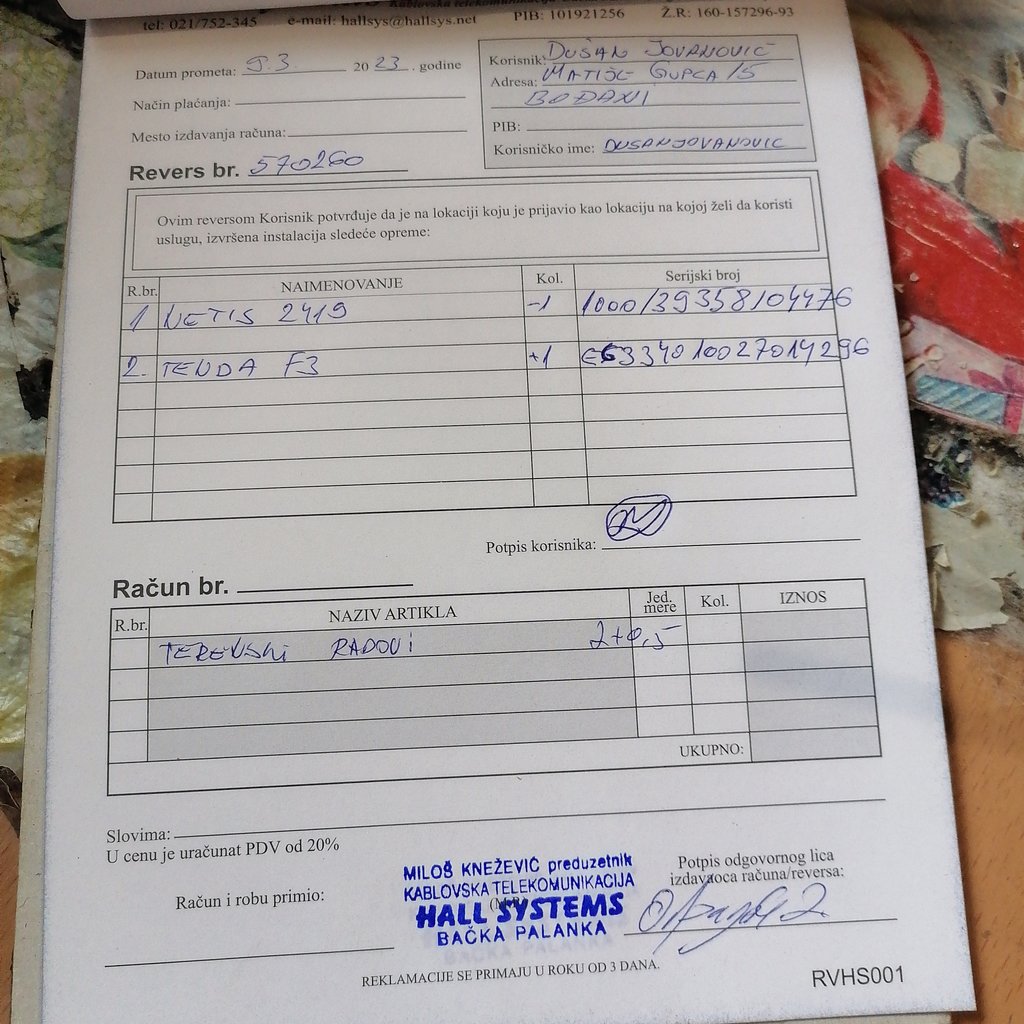 Kablovska telekomunikacija
tel: 021/752-345 e-mail: hallsys@hallsys.net PIB: 101921256 Ž.R: 160-157296-93
Datum prometa: 9.3. 2023. godine
Način plaćanja:
Mesto izdavanja računa:
Korisnik: DUŠAN JOVANOVIĆ
Adresa: MATIJE GUPCA 15
BOĐANI
PIB:
Korisničko ime: DUSANJOVANOVIC
Revers br. 570260
Ovim reversom Korisnik potvrđuje da je na lokaciji koju je prijavio kao lokaciju na kojoj želi da koristi
uslugu, izvršena instalacija sledeće opreme:
R.br. NAIMENOVANJE Kol. Serijski broj
1 NETIS 2419 -1 1000/39358104476
2. TENDA F3 +1 E6334010027014296
Potpis korisnika:
Račun br.
R.br. NAZIV ARTIKLA Jed. mere Kol. IZNOS
TERENSKI RADOVI 2+0,5
UKUPNO:
Slovima:
U cenu je uračunat PDV od 20%
Račun i robu primio:
MILOŠ KNEŽEVIĆ preduzetnik
KABLOVSKA TELEKOMUNIKACIJA
HALL SYSTEMS
BAČKA PALANKA
Potpis odgovornog lica
izdavaoca računa/reversa:
REKLAMACIJE SE PRIMAJU U ROKU OD 3 DANA.
RVHS001